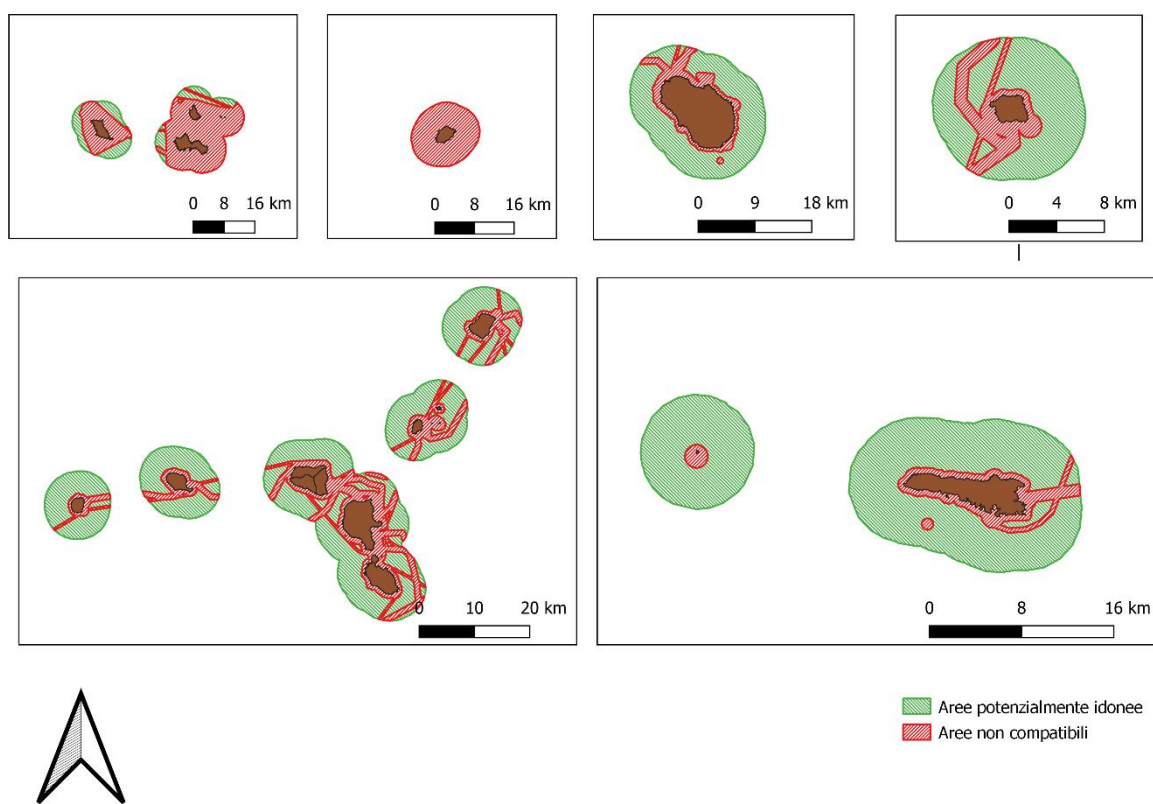 0 8 16 km
0 8 16 km
0 9 18 km
0 4 8 km
0 10 20 km
0 8 16 km
Aree potenzialmente idonee
Aree non compatibili